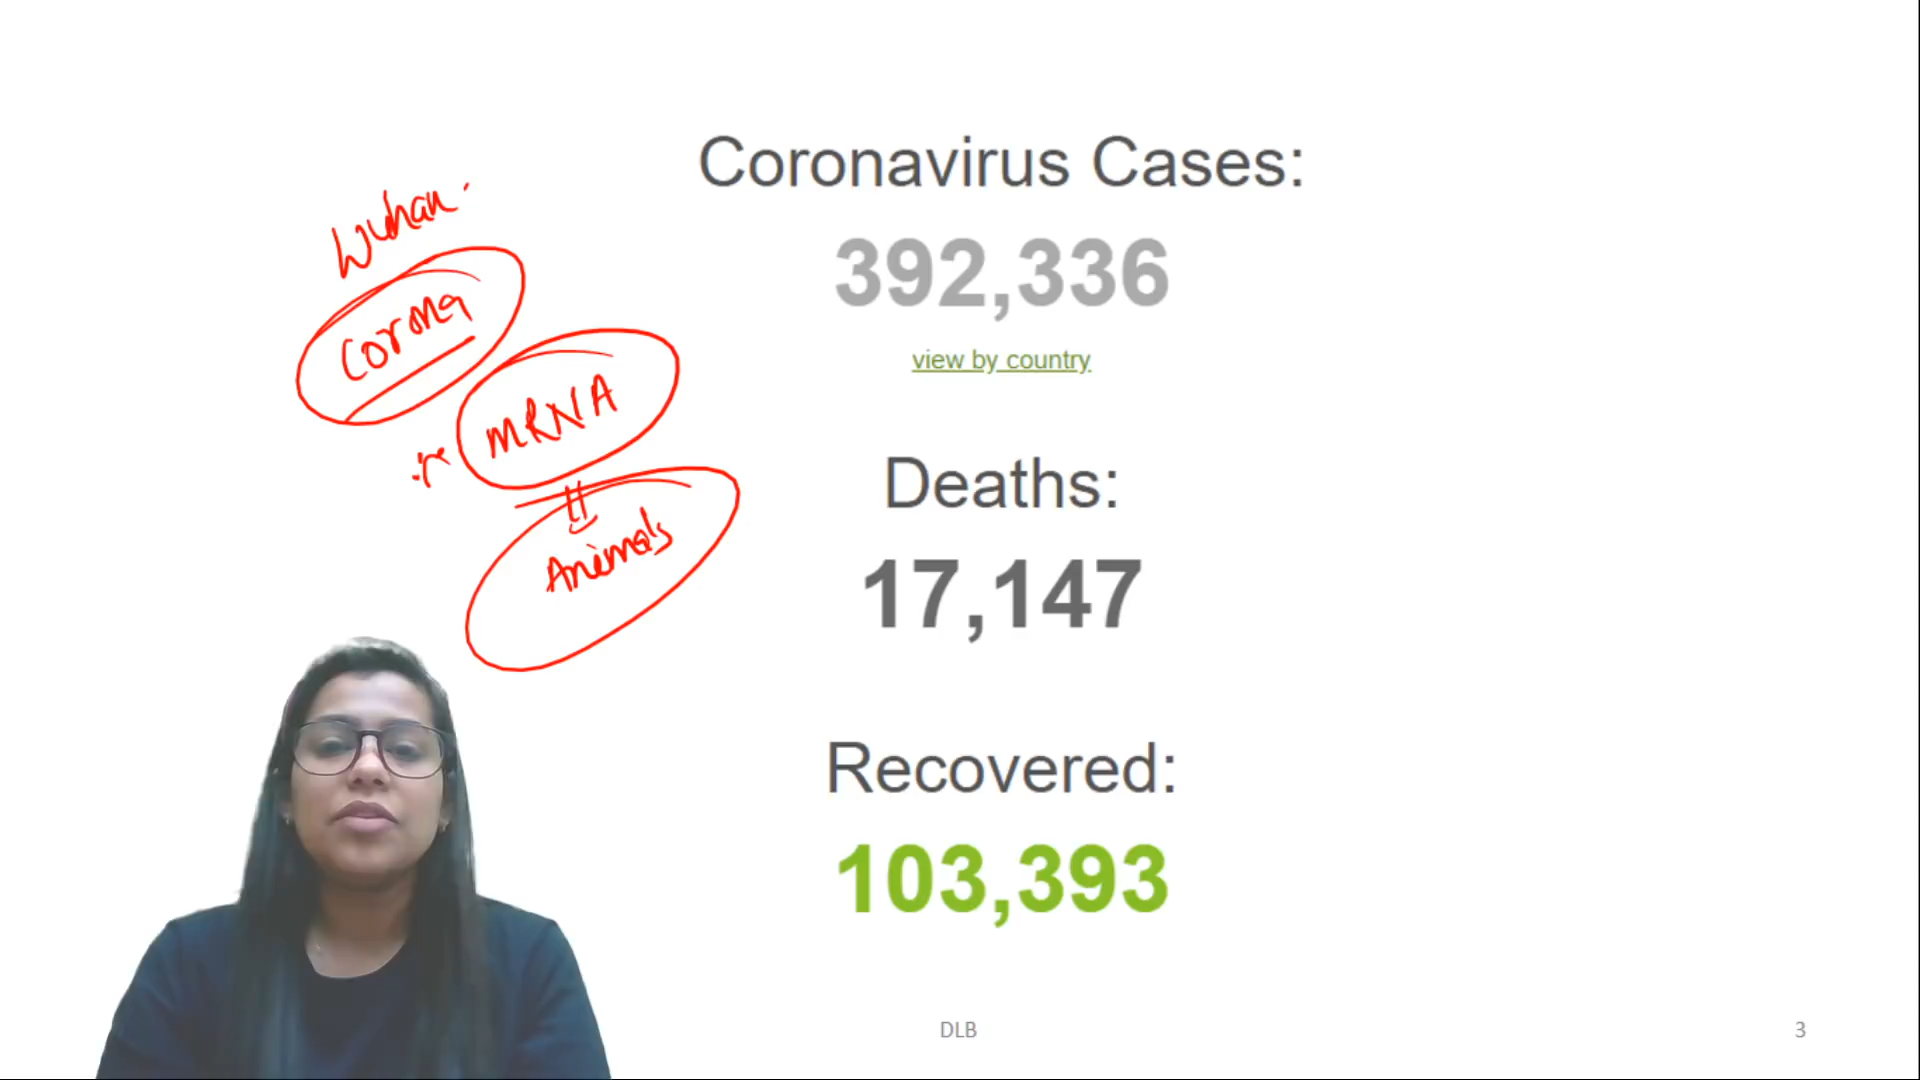 Coronavirus Cases:
392,336
view by country
Deaths:
17,147
Recovered:
103,393
Wuhan
Corona
mRNA
Animals
DLB
3